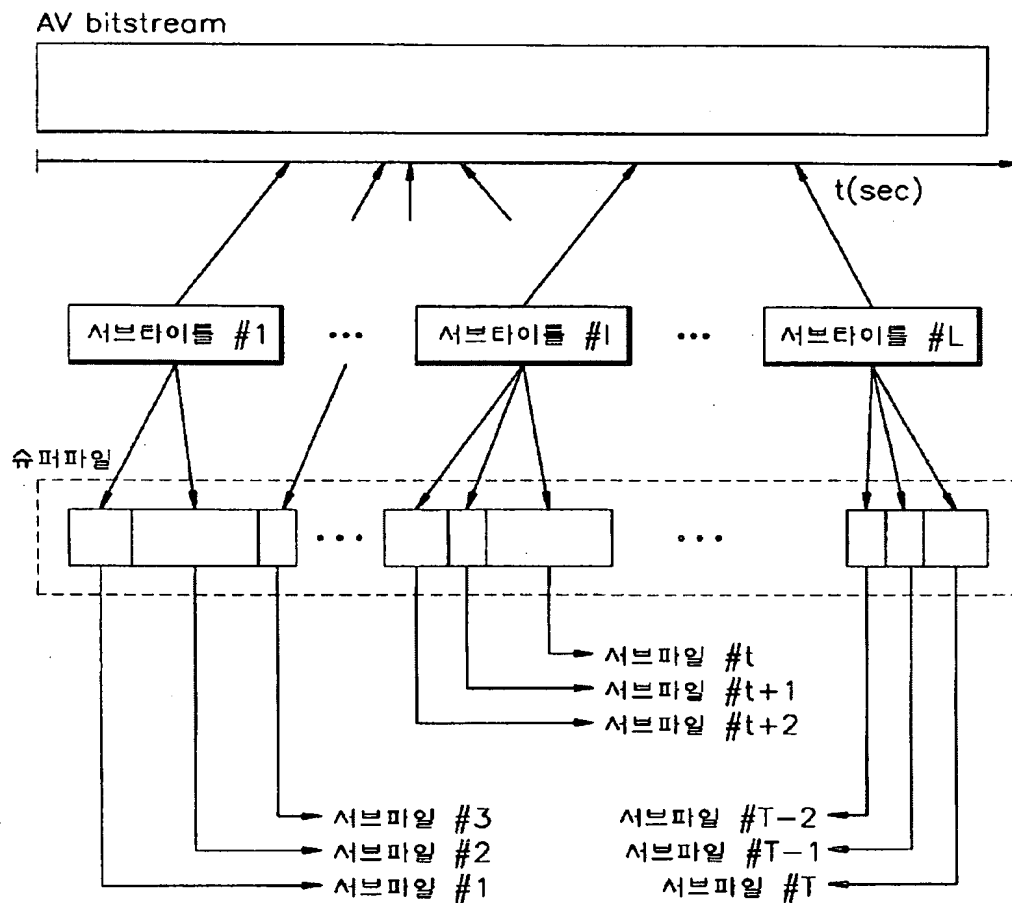 AV bitstream
t(sec)
서브타이틀 #1 ... 서브타이틀 #l ... 서브타이틀 #L
슈퍼파일
... ...
서브파일 #t
서브파일 #t+1
서브파일 #t+2
서브파일 #3
서브파일 #2
서브파일 #1
서브파일 #T-2
서브파일 #T-1
서브파일 #T